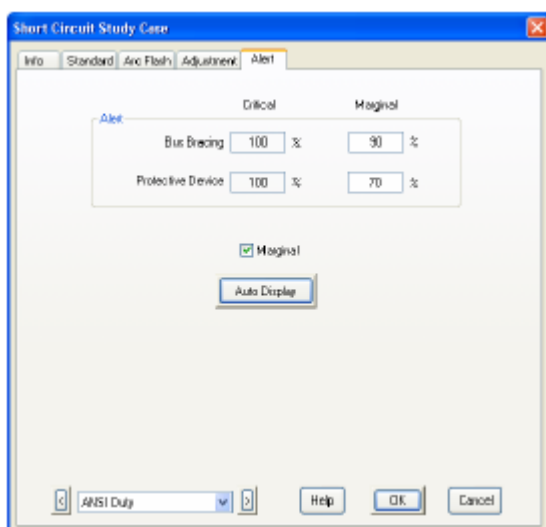 Short Circuit Study Case
Info Standard Arc Flash Adjustment Alert
Critical Marginal
Alert
Bus Bracing 100 % 90 %
Protective Device 100 % 70 %
Marginal
Auto Display
< ANSI Duty > Help OK Cancel